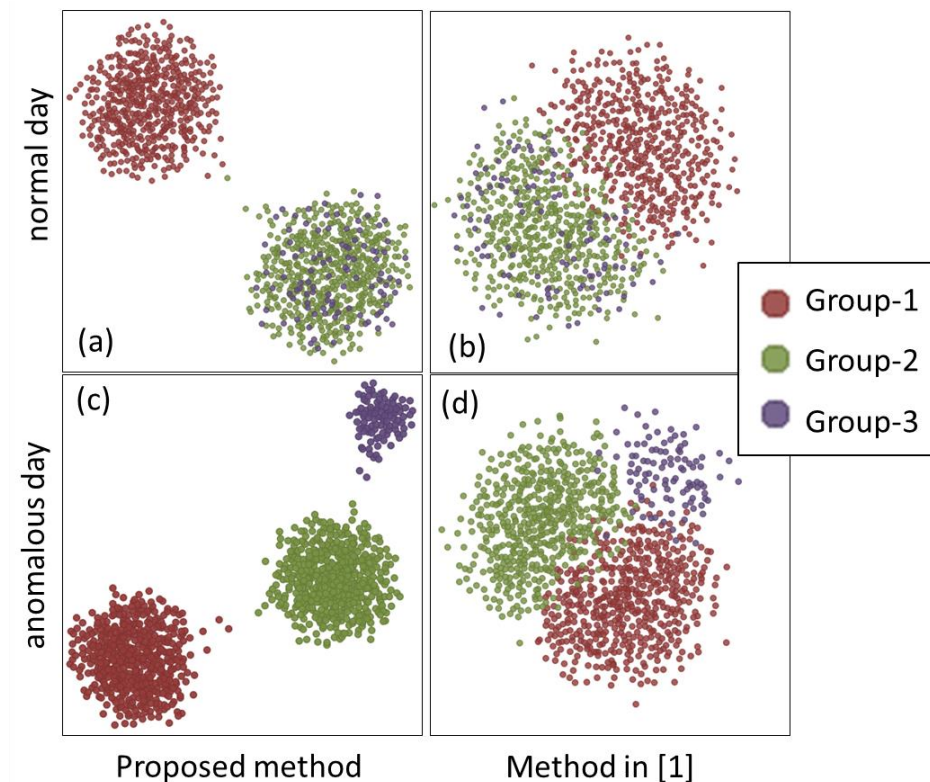 normal day
(a)
(b)
Group-1
Group-2
Group-3
anomalous day
(c)
(d)
Proposed method
Method in [1]